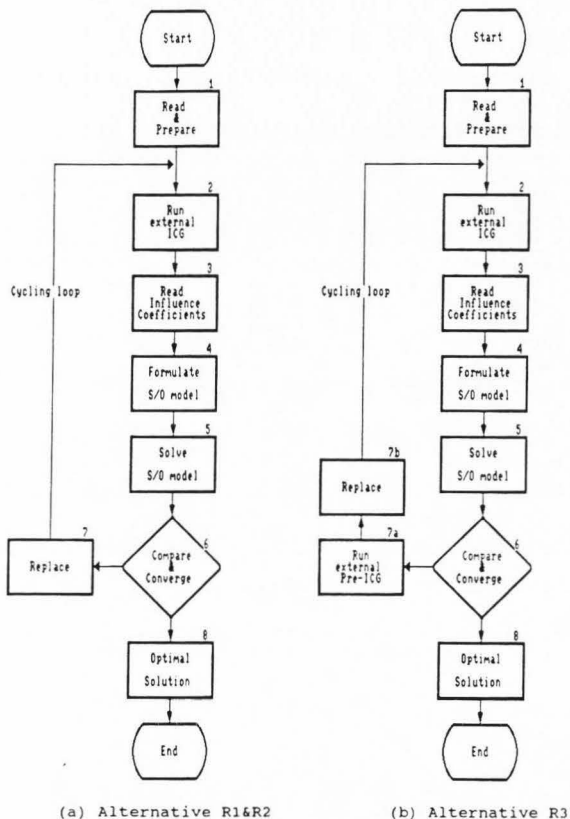 Start
1
Read
&
Prepare
2
Run
external
ICG
3
Read
Influence
Coefficients
Cycling loop
4
Formulate
S/O model
5
Solve
S/O model
6
Compare
&
Converge
7
Replace
8
Optimal
Solution
End
(a) Alternative R1&R2
Start
1
Read
&
Prepare
2
Run
external
ICG
3
Read
Influence
Coefficients
Cycling loop
4
Formulate
S/O model
5
Solve
S/O model
7b
Replace
6
Compare
&
Converge
7a
Run
external
Pre-ICG
8
Optimal
Solution
End
(b) Alternative R3